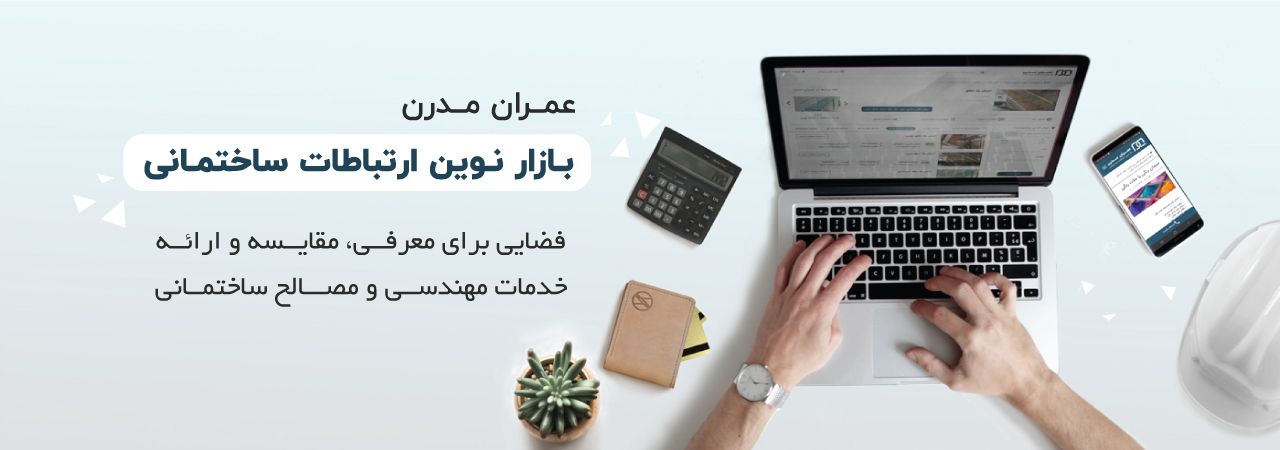 عمران مدرن
بازار نوین ارتباطات ساختمانی
فضایی برای معرفی، مقایسه و ارائه
خدمات مهندسی و مصالح ساختمانی